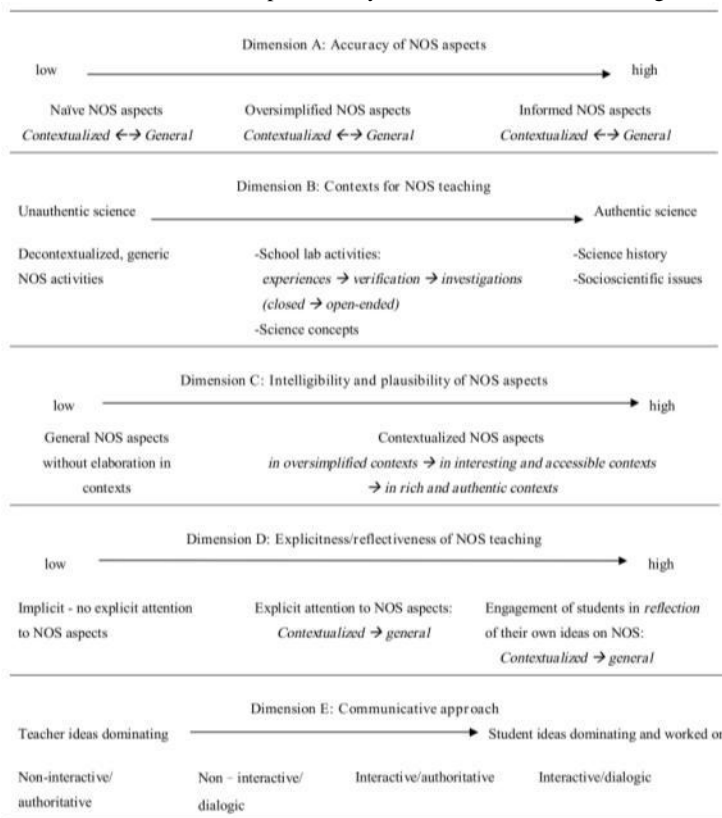 Dimension A: Accuracy of NOS aspects
low high
Naïve NOS aspects Oversimplified NOS aspects Informed NOS aspects
Contextualized ←→ General Contextualized ←→ General Contextualized ←→ General
Dimension B: Contexts for NOS teaching
Unauthentic science Authentic science
Decontextualized, generic -School lab activities: -Science history
NOS activities experiences → verification → investigations -Socioscientific issues
(closed → open-ended)
-Science concepts
Dimension C: Intelligibility and plausibility of NOS aspects
low high
General NOS aspects Contextualized NOS aspects
without elaboration in in oversimplified contexts → in interesting and accessible contexts
contexts → in rich and authentic contexts
Dimension D: Explicitness/reflectiveness of NOS teaching
low high
Implicit - no explicit attention Explicit attention to NOS aspects: Engagement of students in reflection
to NOS aspects Contextualized → general of their own ideas on NOS:
Contextualized → general
Dimension E: Communicative approach
Teacher ideas dominating Student ideas dominating and worked on
Non-interactive/ Non – interactive/ Interactive/authoritative Interactive/dialogic
authoritative dialogic